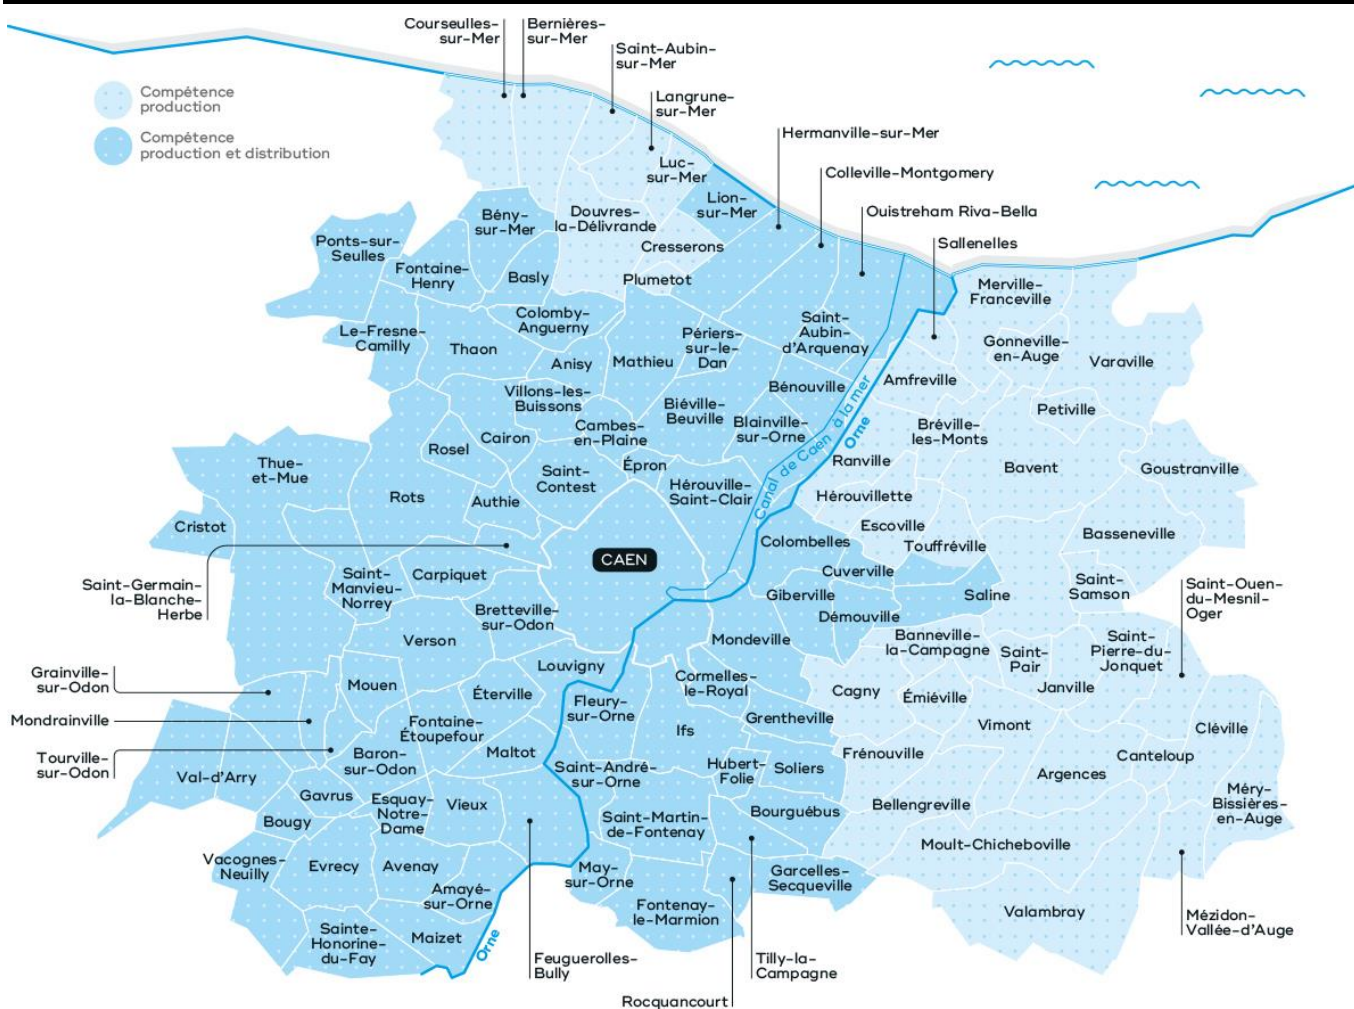 Courseulles-
sur-Mer
Bernières-
sur-Mer
Saint-Aubin-
sur-Mer
Langrune-
sur-Mer
Compétence
production
Compétence
production et distribution
Hermanville-sur-Mer
Luc-
sur-Mer
Colleville-Montgomery
Lion-
sur-Mer
Ouistreham Riva-Bella
Douvres-
la-Délivrande
Bény-
sur-Mer
Sallenelles
Ponts-sur-
Seulles
Cresserons
Fontaine-
Henry
Basly
Plumetot
Merville-
Franceville
Colomby-
Anguerny
Saint-
Aubin-
d'Arquenay
Le-Fresne-
Camilly
Thaon
Anisy
Mathieu
Périers-
sur-le-
Dan
Gonneville-
en-Auge
Varaville
Amfreville
Bénouville
Villons-les-
Buissons
Biéville-
Beuville
Petiville
Blainville-
sur-Orne
Cambes-
en-Plaine
Bréville-
les-Monts
Canal de Caen à la mer
Orne
Rosel
Cairon
Ranville
Thue-
et-Mue
Épron
Bavent
Goustranville
Saint-
Contest
Hérouville-
Saint-Clair
Rots
Authie
Hérouvillette
Cristot
Escoville
Basseneville
Colombelles
Touffréville
CAEN
Cuverville
Saint-
Manvieu-
Norrey
Carpiquet
Saint-Germain-
la-Blanche-
Herbe
Giberville
Saline
Saint-
Samson
Saint-Ouen-
du-Mesnil-
Oger
Bretteville-
sur-Odon
Démouville
Verson
Mondeville
Banneville-
la-Campagne
Saint-
Pair
Saint-
Pierre-du-
Jonquet
Louvigny
Grainville-
sur-Odon
Mouen
Éterville
Cormelles-
le-Royal
Cagny
Émiéville
Janville
Fleury-
sur-Orne
Mondrainville
Fontaine-
Étoupefour
Ifs
Grentheville
Vimont
Cléville
Tourville-
sur-Odon
Baron-
sur-Odon
Maltot
Frénouville
Canteloup
Val-d'Arry
Saint-André-
sur-Orne
Hubert-
Folie
Soliers
Argences
Gavrus
Esquay-
Notre-
Dame
Vieux
Bellengreville
Méry-
Bissières-
en-Auge
Bougy
Saint-Martin-
de-Fontenay
Bourguébus
Moult-Chicheboville
Vacognes-
Neuilly
Evrecy
Avenay
May-
sur-Orne
Garcelles-
Secqueville
Amayé-
sur-Orne
Fontenay-
le-Marmion
Valambray
Mézidon-
Vallée-d'Auge
Sainte-
Honorine-
du-Fay
Maizet
Orne
Feuguerolles-
Bully
Tilly-la-
Campagne
Rocquancourt